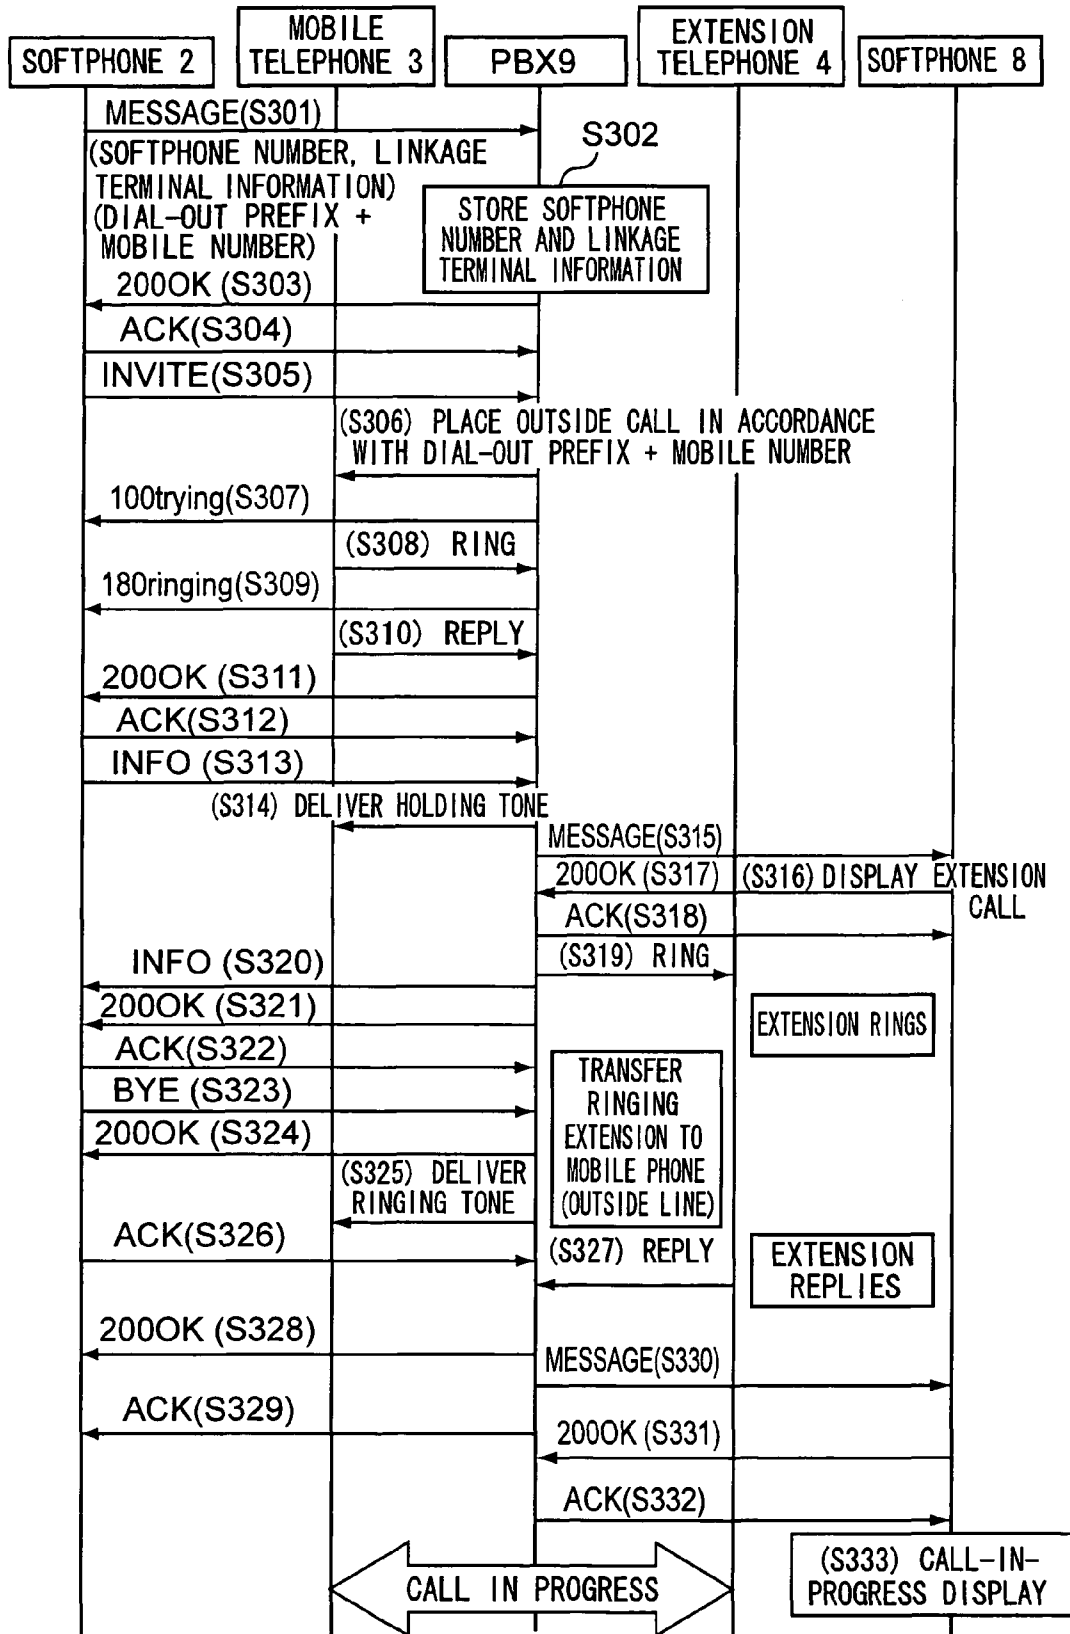 SOFTPHONE 2
MOBILE
TELEPHONE 3
PBX9
EXTENSION
TELEPHONE 4
SOFTPHONE 8
MESSAGE(S301)
(SOFTPHONE NUMBER, LINKAGE
TERMINAL INFORMATION)
(DIAL-OUT PREFIX +
MOBILE NUMBER)
S302
STORE SOFTPHONE
NUMBER AND LINKAGE
TERMINAL INFORMATION
200OK (S303)
ACK(S304)
INVITE(S305)
(S306) PLACE OUTSIDE CALL IN ACCORDANCE
WITH DIAL-OUT PREFIX + MOBILE NUMBER
100trying(S307)
(S308) RING
180ringing(S309)
(S310) REPLY
200OK (S311)
ACK(S312)
INFO (S313)
(S314) DELIVER HOLDING TONE
MESSAGE(S315)
200OK (S317)
(S316) DISPLAY EXTENSION
CALL
ACK(S318)
(S319) RING
INFO (S320)
200OK (S321)
EXTENSION RINGS
ACK(S322)
BYE (S323)
200OK (S324)
TRANSFER
RINGING
EXTENSION TO
MOBILE PHONE
(OUTSIDE LINE)
(S325) DELIVER
RINGING TONE
ACK(S326)
(S327) REPLY
EXTENSION
REPLIES
200OK (S328)
MESSAGE(S330)
ACK(S329)
200OK (S331)
ACK(S332)
(S333) CALL-IN-
PROGRESS DISPLAY
CALL IN PROGRESS